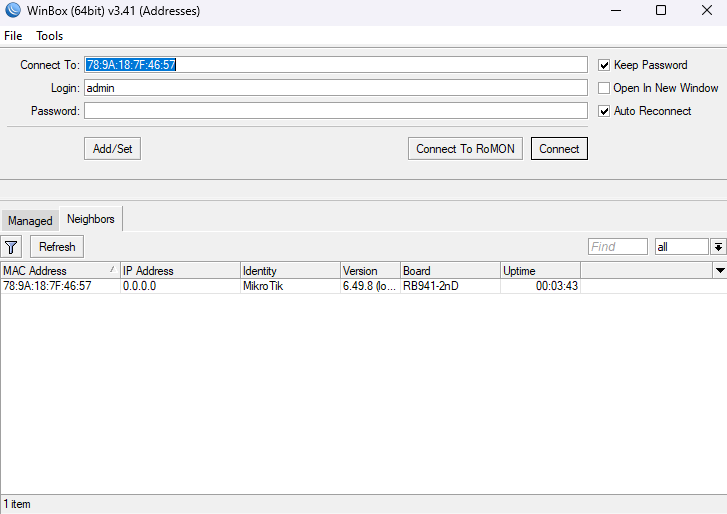 WinBox (64bit) v3.41 (Addresses)
File Tools
Connect To: 78:9A:18:7F:46:57
Keep Password
Login: admin
Open In New Window
Password:
Auto Reconnect
Add/Set Connect To RoMON Connect
Managed Neighbors
Refresh Find all
MAC Address / IP Address Identity Version Board Uptime
78:9A:18:7F:46:57 0.0.0.0 MikroTik 6.49.8 (lo... RB941-2nD 00:03:43
1 item